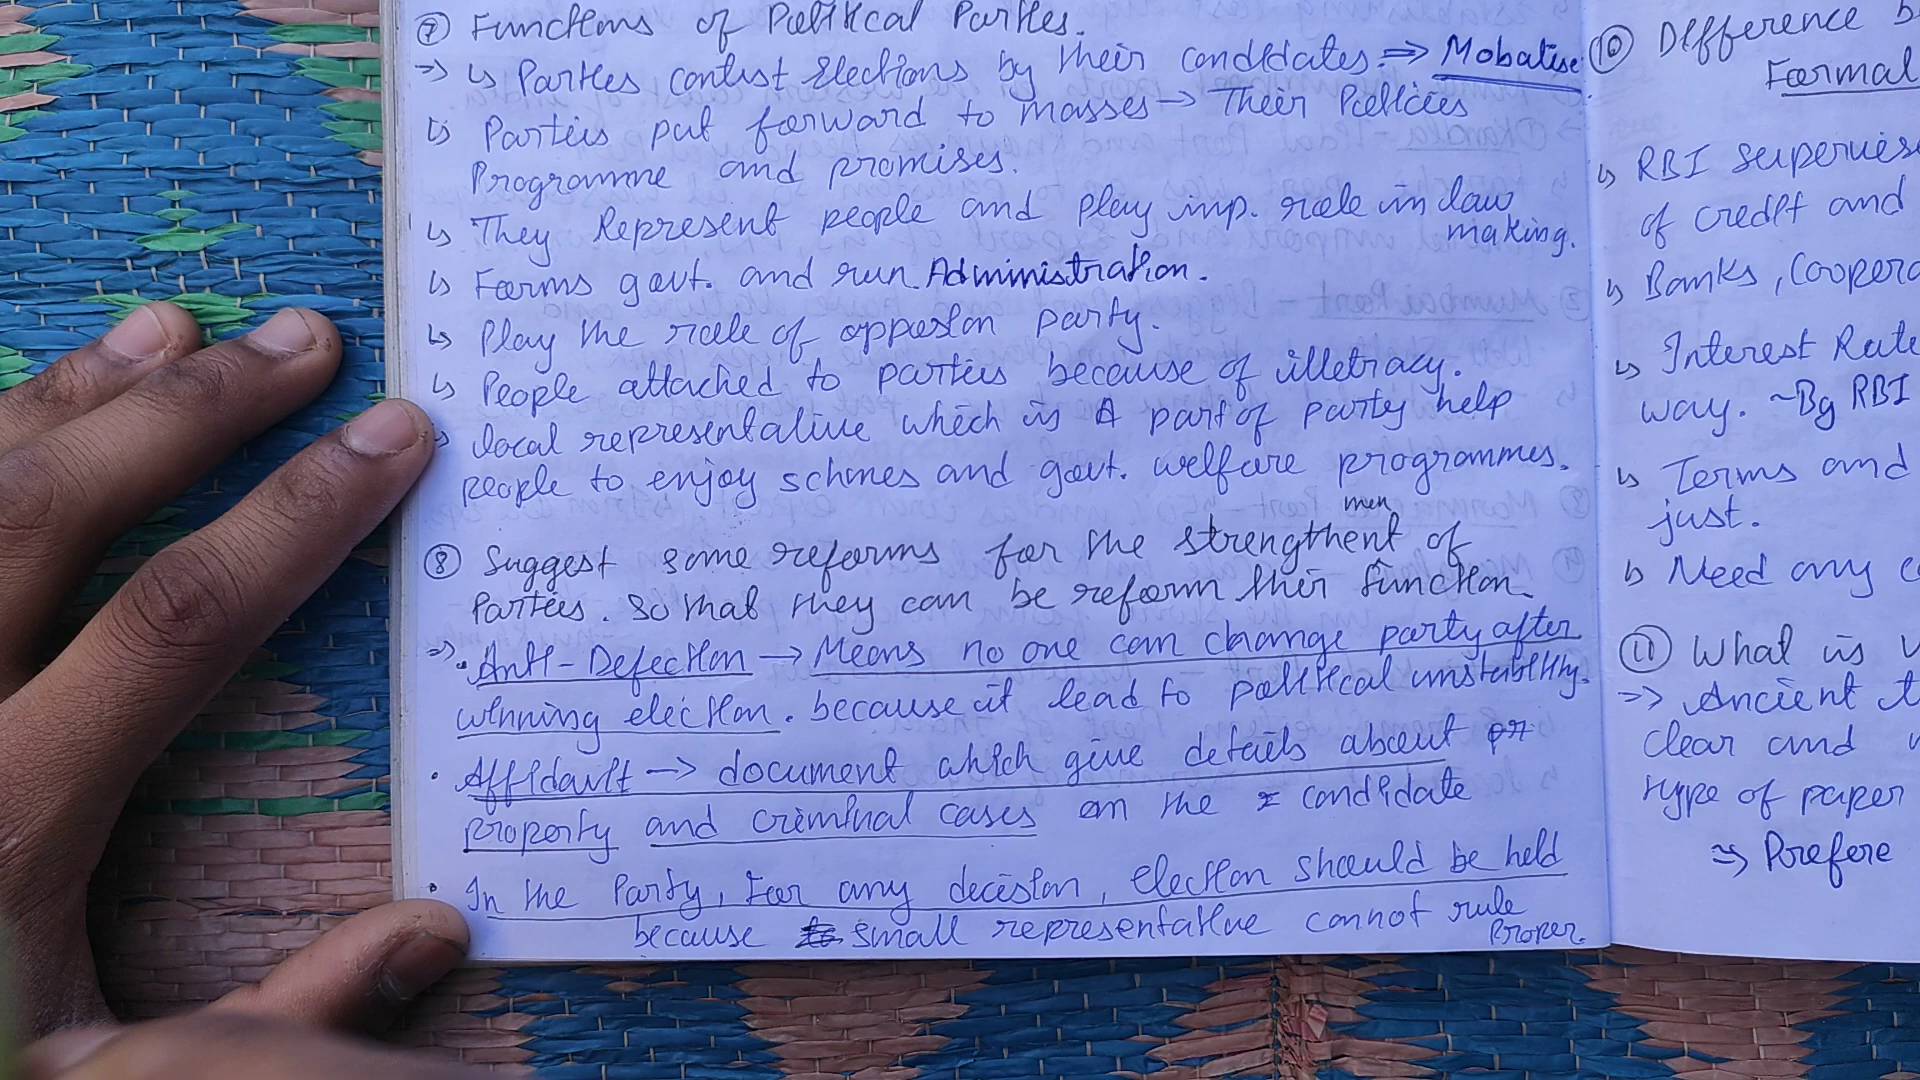 ⑦ Functions of Political Parties.
⇒ ↳ Parties contest Elections by their candidates. ⇒ Mobalise
↳ Parties put forward to masses → Their Policies
Programme and promises.
↳ They Represent people and play imp. role in law
making.
↳ Forms govt. and run Administration.
↳ Play the role of opposion party.
↳ People attached to parties because of illetracy.
↳ local representative which is A part of party help
people to enjoy schmes and govt. welfare programmes.
⑧ Suggest some reforms for the strengthment of
men
Parties. So that they can be reform thir function.
⇒ • Anti-Defection → Means no one can change party after
winning election. because it lead to political unstability.
• Affidavit → document which give details about
property and criminal cases on the candidate
• In the Party, For any decision, election should be held
because small representative cannot rule
Proper.
⑩ Difference b
Formal
↳ RBI supervies
of credit and
↳ Banks, Coopera
↳ Interest Rate
way. ~By RBI
↳ Terms and
just.
↳ Need any c
⑪ What is
⇒ Ancient t
clear and
type of paper
⇒ Prefere